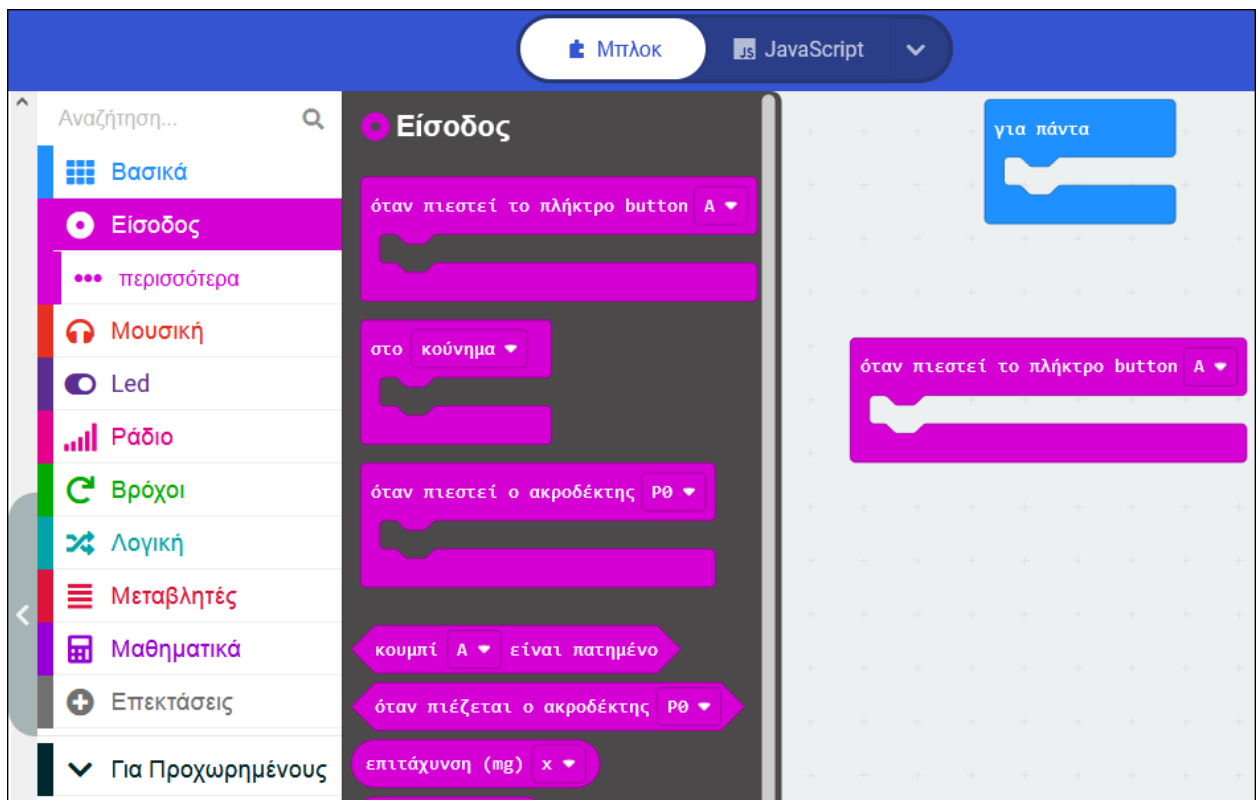 Μπλοκ
JavaScript
Αναζήτηση...
Βασικά
Είσοδος
περισσότερα
Μουσική
Led
Ράδιο
Βρόχοι
Λογική
Μεταβλητές
Μαθηματικά
Επεκτάσεις
Για Προχωρημένους
Είσοδος
όταν πιεστεί το πλήκτρο button A
στο κούνημα
όταν πιεστεί ο ακροδέκτης P0
κουμπί A είναι πατημένο
όταν πιέζεται ο ακροδέκτης P0
επιτάχυνση (mg) x
για πάντα
όταν πιεστεί το πλήκτρο button A